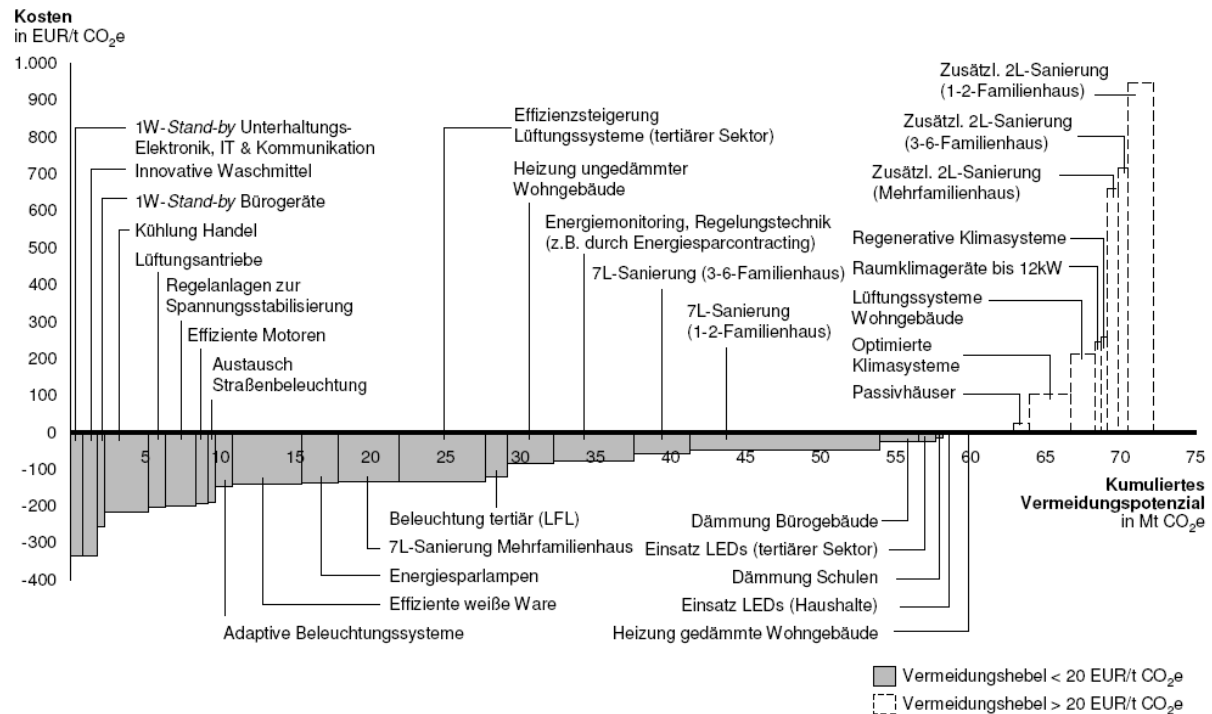 Kosten
in EUR/t CO₂e
1.000
900
800
700
600
500
400
300
200
100
0
-100
-200
-300
-400
1W-Stand-by Unterhaltungs-
Elektronik, IT & Kommunikation
Innovative Waschmittel
1W-Stand-by Bürogeräte
Kühlung Handel
Lüftungsantriebe
Regelanlagen zur
Spannungsstabilisierung
Effiziente Motoren
Austausch
Straßenbeleuchtung
Effizienzsteigerung
Lüftungssysteme (tertiärer Sektor)
Heizung ungedämmter
Wohngebäude
Energiemonitoring, Regelungstechnik
(z.B. durch Energiesparcontracting)
7L-Sanierung (3-6-Familienhaus)
7L-Sanierung
(1-2-Familienhaus)
Zusätzl. 2L-Sanierung
(1-2-Familienhaus)
Zusätzl. 2L-Sanierung
(3-6-Familienhaus)
Zusätzl. 2L-Sanierung
(Mehrfamilienhaus)
Regenerative Klimasysteme
Raumklimageräte bis 12kW
Lüftungssysteme
Wohngebäude
Optimierte
Klimasysteme
Passivhäuser
5 10 15 20 25 30 35 40 45 50 55 60 65 70 75
Kumuliertes
Vermeidungspotenzial
in Mt CO₂e
Beleuchtung tertiär (LFL)
7L-Sanierung Mehrfamilienhaus
Energiesparlampen
Effiziente weiße Ware
Adaptive Beleuchtungssysteme
Dämmung Bürogebäude
Einsatz LEDs (tertiärer Sektor)
Dämmung Schulen
Einsatz LEDs (Haushalte)
Heizung gedämmte Wohngebäude
Vermeidungshebel < 20 EUR/t CO₂e
Vermeidungshebel > 20 EUR/t CO₂e